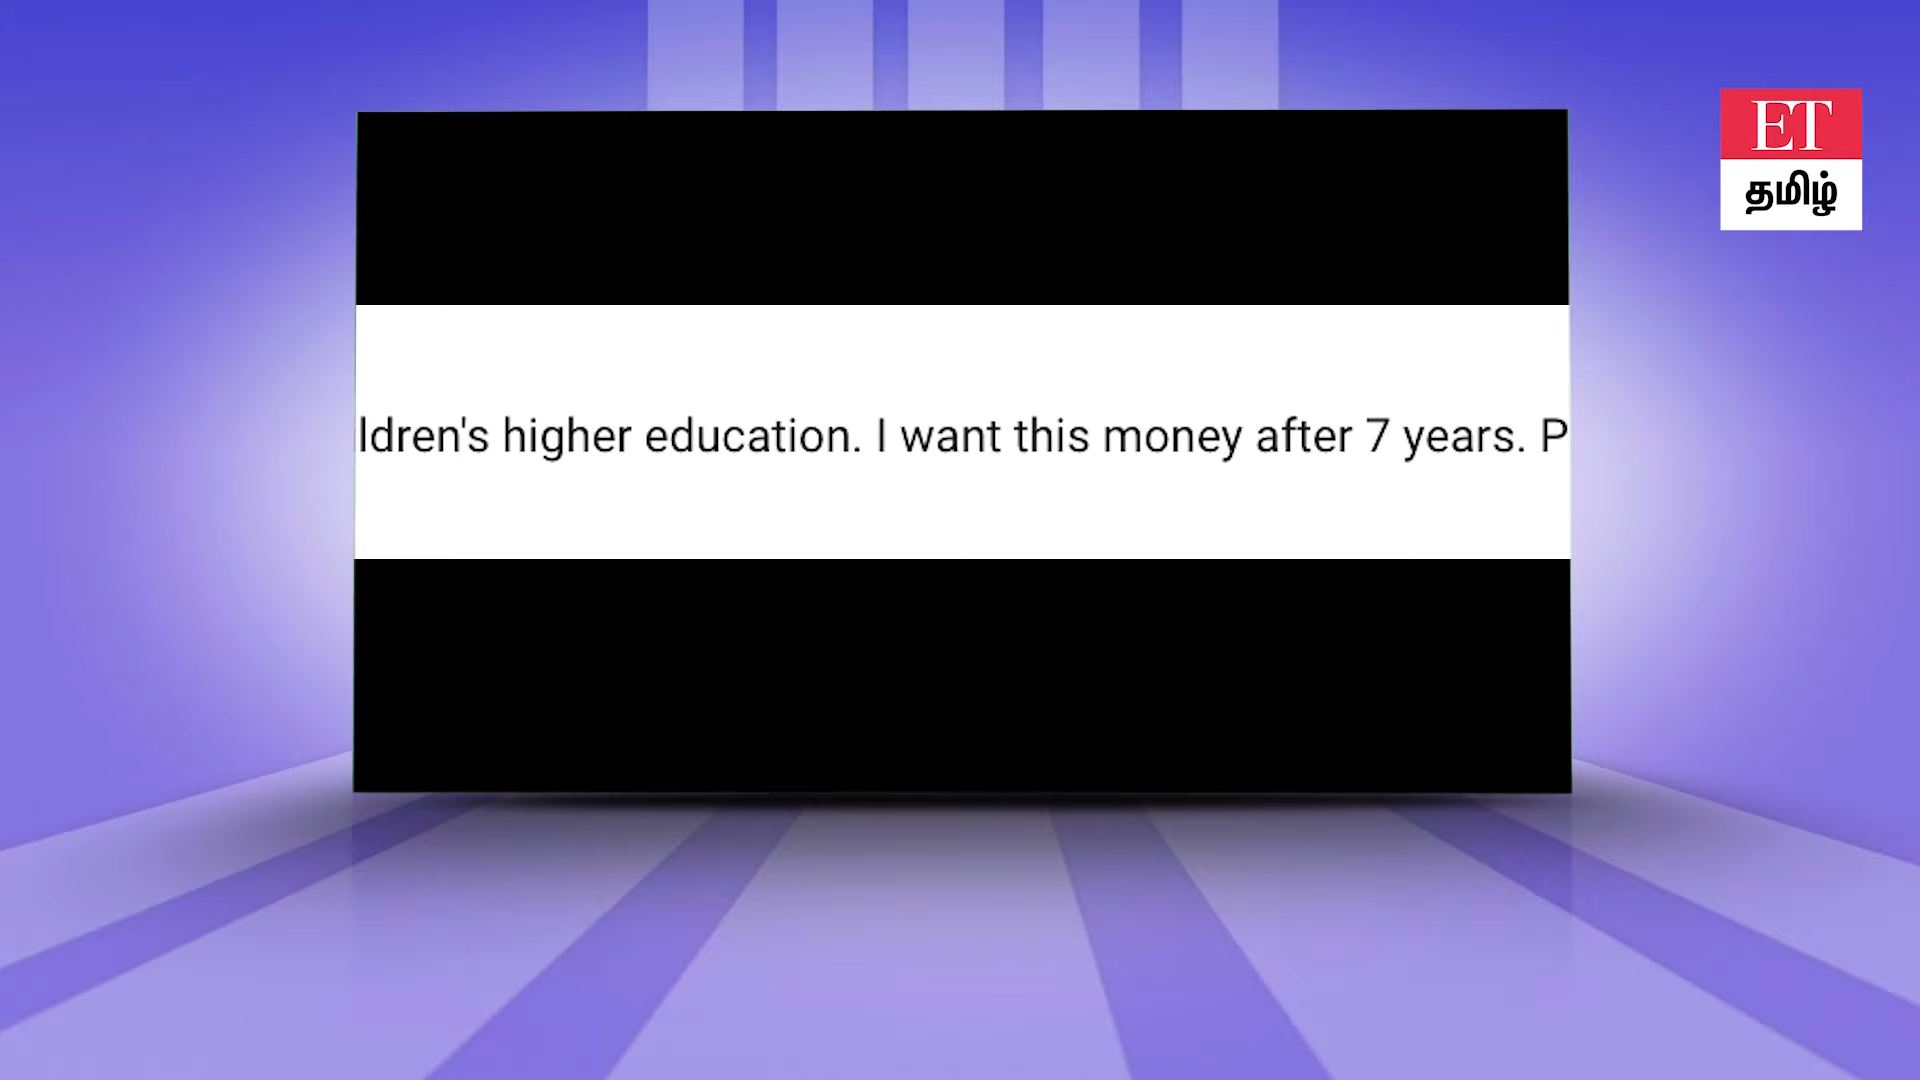 ET
தமிழ்
ldren's higher education. I want this money after 7 years. P